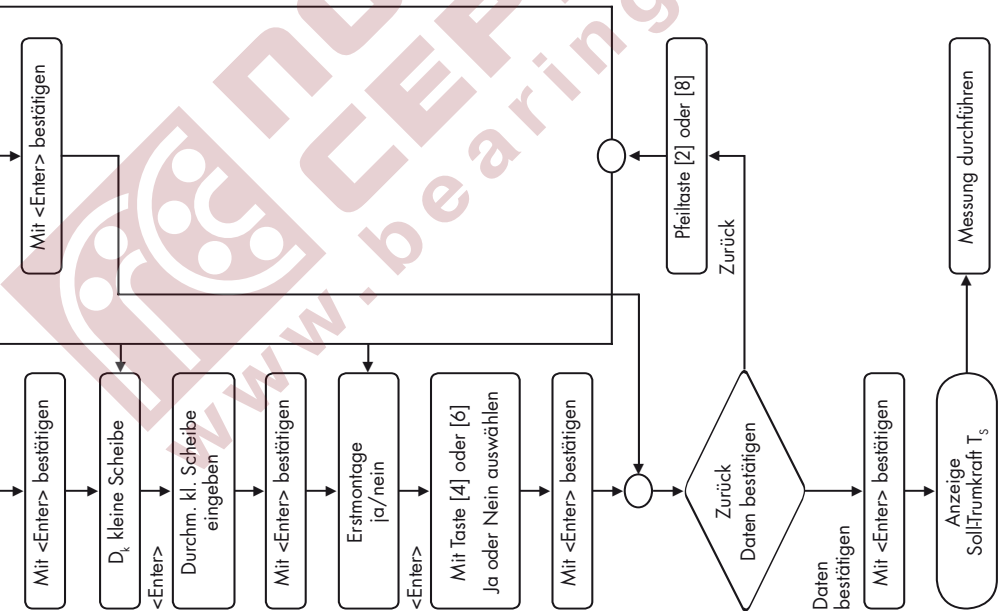 Mit <Enter> bestätigen
D_k kleine Scheibe
<Enter>
Durchm. kl. Scheibe
eingeben
Mit <Enter> bestätigen
Erstmontage
ja/nein
<Enter>
Mit Taste [4] oder [6]
Ja oder Nein auswählen
Mit <Enter> bestätigen
Zurück
Daten bestätigen
Daten
bestätigen
Mit <Enter> bestätigen
Anzeige
Soll-Trumkraft T_S
Mit <Enter> bestätigen
Zurück
Pfeiltaste [2] oder [8]
Messung durchführen
www.bearing